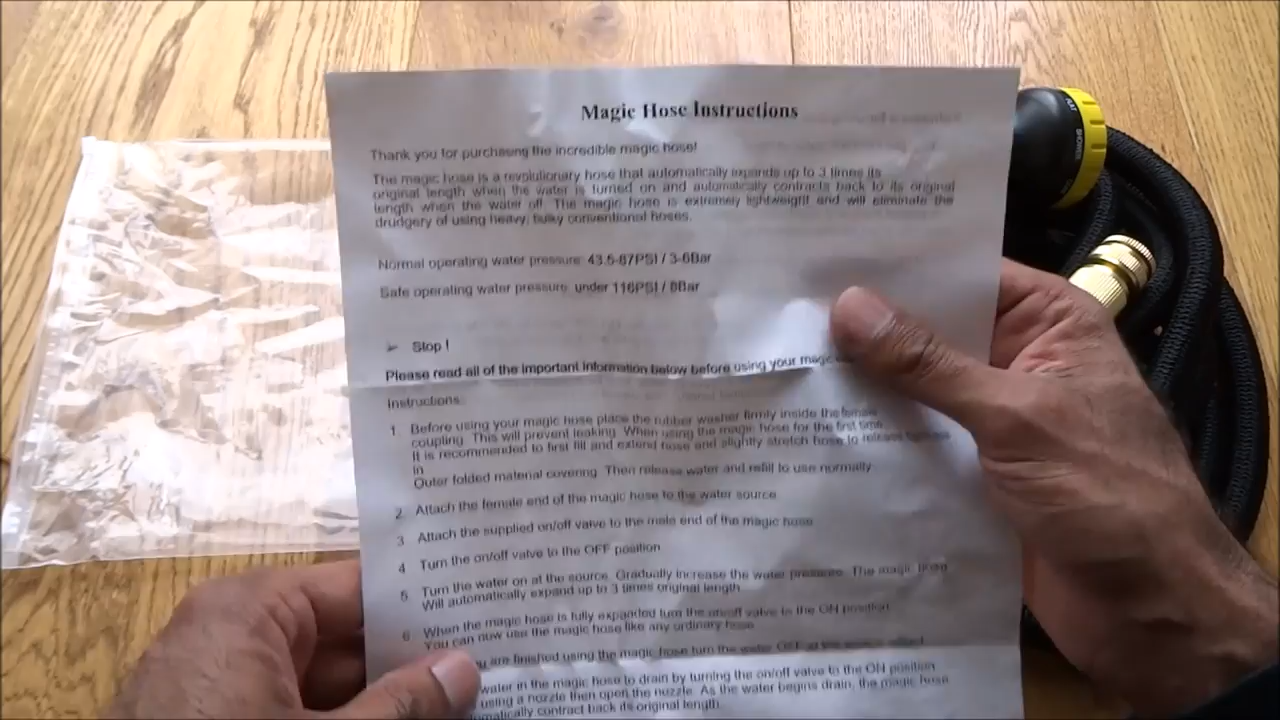 Magic Hose Instructions
Thank you for purchasing the incredible magic hose!
The magic hose is a revolutionary hose that automatically expands up to 3 times its
original length when the water is turned on and automatically contracts back to its original
length when the water off. The magic hose is extremely lightweight and will eliminate the
drudgery of using heavy, bulky conventional hoses.
Normal operating water pressure: 43.5-87PSI / 3-6Bar
Safe operating water pressure: under 116PSI / 8Bar
➢ Stop !
Please read all of the important information below before using your magic
Instructions:
1. Before using your magic hose place the rubber washer firmly inside the female
coupling. This will prevent leaking. When using the magic hose for the first time
It is recommended to first fill and extend hose and slightly stretch hose to release
in
Outer folded material covering. Then release water and refill to use normally
2. Attach the female end of the magic hose to the water source
3 Attach the supplied on/off valve to the male end of the magic hose
4 Turn the on/off valve to the OFF position
5 Turn the water on at the source. Gradually increase the water pressure. The magic hose
Will automatically expand up to 3 times original length
6. When the magic hose is fully expanded turn the on/off valve to the ON position
You can now use the magic hose like any ordinary hose
are finished using the magic hose turn the water OFF at the
water in the magic hose to drain by turning the on/off valve to the ON position
using a nozzle then open the nozzle. As the water begins drain, the magic hose
contract back its original length.
FLAT
SHOWER